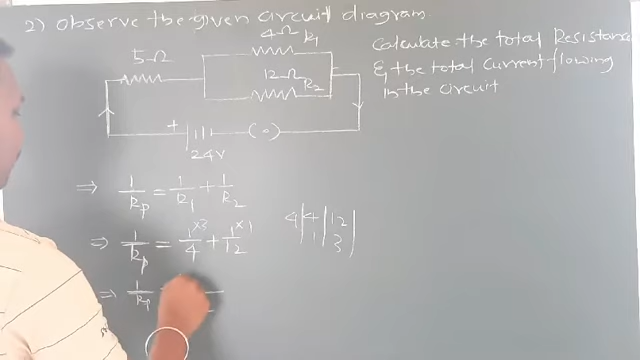 2) Observe the given circuit diagram.
4Ω R1
5Ω
12Ω
R2
Calculate the total Resistance
& the total current flowing
in the circuit
+
24V
⇒ 1/Rp = 1/R1 + 1/R2
⇒ 1/Rp = 1×3/4 + 1×1/12
4|4|12|
1|3|
⇒ 1/Rp